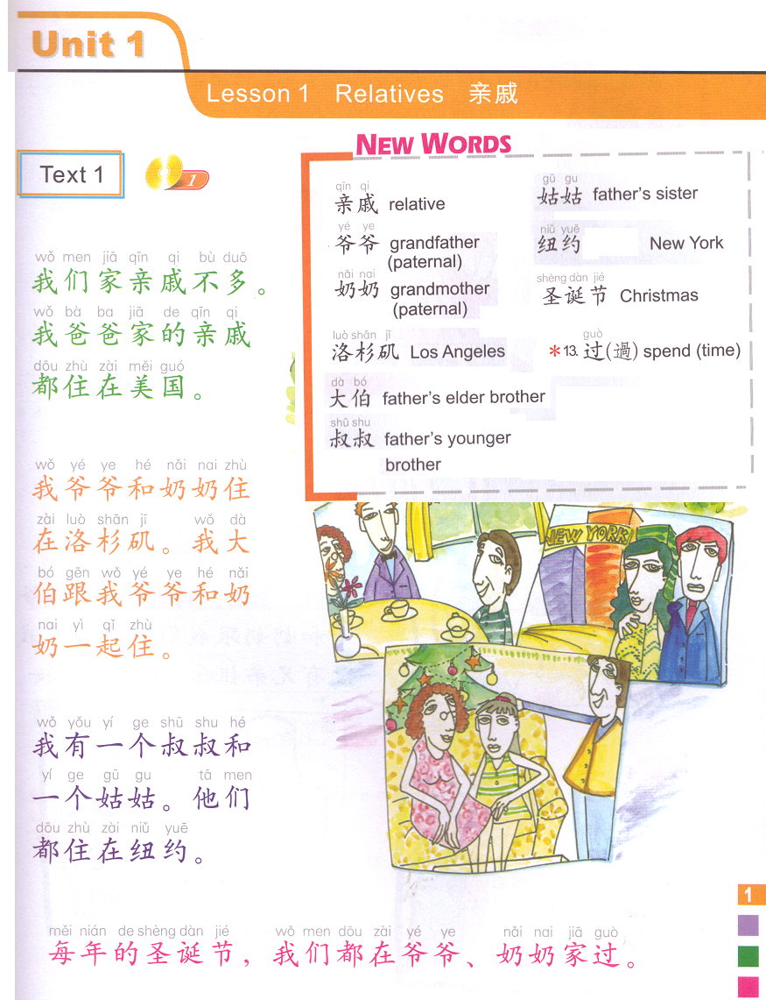 Unit 1
Lesson 1 Relatives 亲戚
Text 1
1
NEW WORDS
qīn qi
亲戚 relative
yé ye
爷爷 grandfather
(paternal)
nǎi nai
奶奶 grandmother
(paternal)
luò shān jī
洛杉矶 Los Angeles
dà bó
大伯 father's elder brother
shū shu
叔叔 father's younger
brother
gū gu
姑姑 father's sister
niǔ yuē
纽约 New York
shèng dàn jié
圣诞节 Christmas
guò
*13. 过(過) spend (time)
wǒ men jiā qīn qi bù duō
我们家亲戚不多。
wǒ bà ba jiā de qīn qi
我爸爸家的亲戚
dōu zhù zài měi guó
都住在美国。
wǒ yé ye hé nǎi nai zhù
我爷爷和奶奶住
zài luò shān jī wǒ dà
在洛杉矶。我大
bó gēn wǒ yé ye hé nǎi
伯跟我爷爷和奶
nai yì qǐ zhù
奶一起住。
wǒ yǒu yí ge shū shu hé
我有一个叔叔和
yí ge gū gu tā men
一个姑姑。他们
dōu zhù zài niǔ yuē
都住在纽约。
NEW YORK
měi nián de shèng dàn jié wǒ men dōu zài yé ye nǎi nai jiā guò
每年的圣诞节，我们都在爷爷、奶奶家过。
1